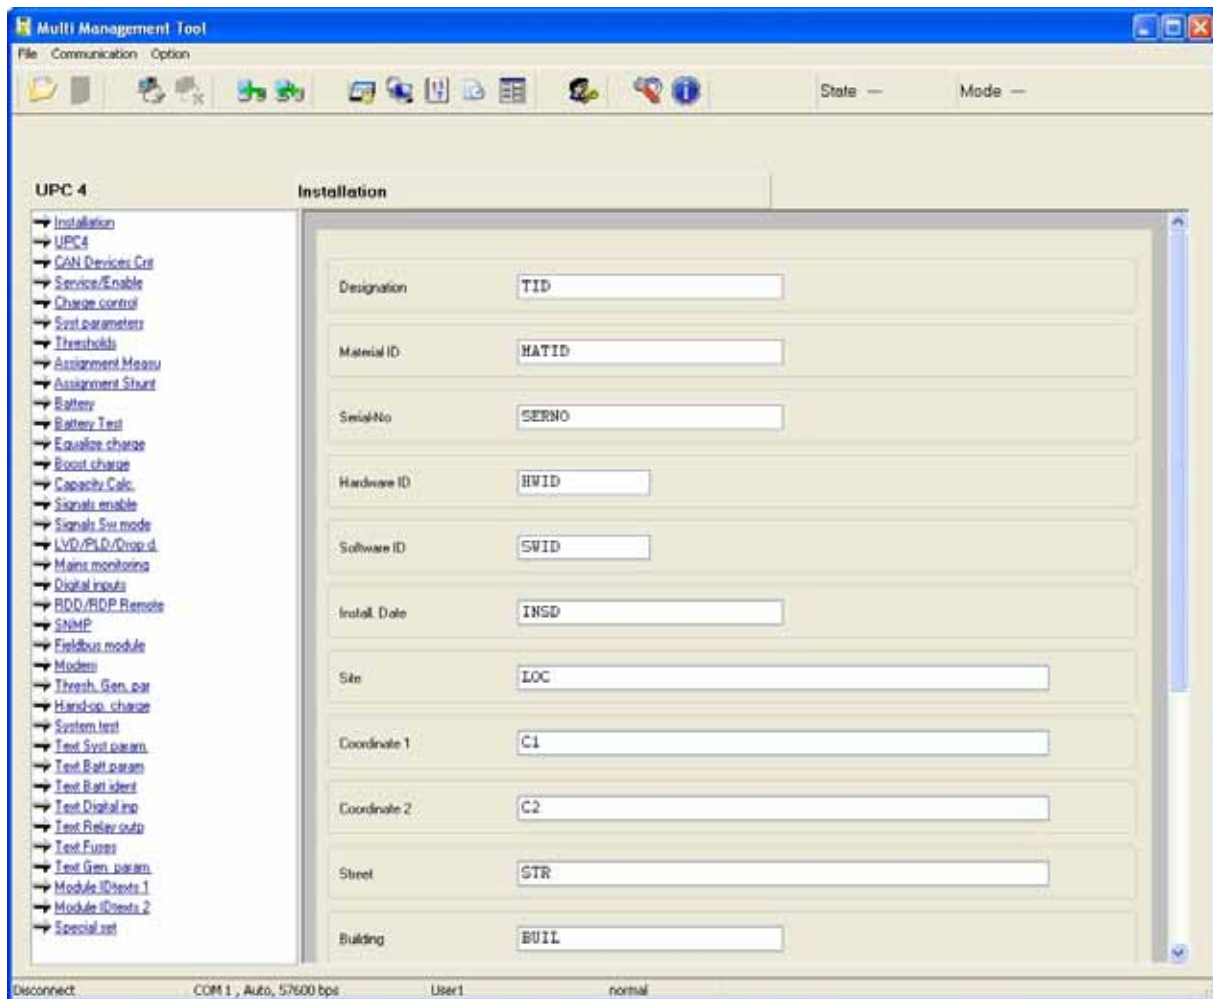 Multi Management Tool
File Communication Option
State — Mode —
UPC 4
Installation
Installation
UPC4
CAN Devices Cnt
Service/Enable
Charge control
Syst.parameters
Thresholds
Assignment Measu
Assignment Shunt
Battery
Battery Test
Equalize charge
Boost charge
Capacity Calc.
Signals enable
Signals Sw mode
LVD/PLD/Drop d.
Mains monitoring
Digital inputs
RDD/RDP Remote
SNMP
Fieldbus module
Modem
Thresh. Gen. par
Hand-op. charge
System test
Text Syst param.
Text Batt param
Text Batt ident
Text Digital inp
Text Relay outp
Text Fuses
Text Gen. param.
Module IDtexts 1
Module IDtexts 2
Special set
Designation TID
Material ID MATID
Serial-No SERNO
Hardware ID HWID
Software ID SWID
Install. Date INSD
Site LOC
Coordinate 1 C1
Coordinate 2 C2
Street STR
Building BUIL
Disconnect COM 1 , Auto, 57600 bps User1 normal